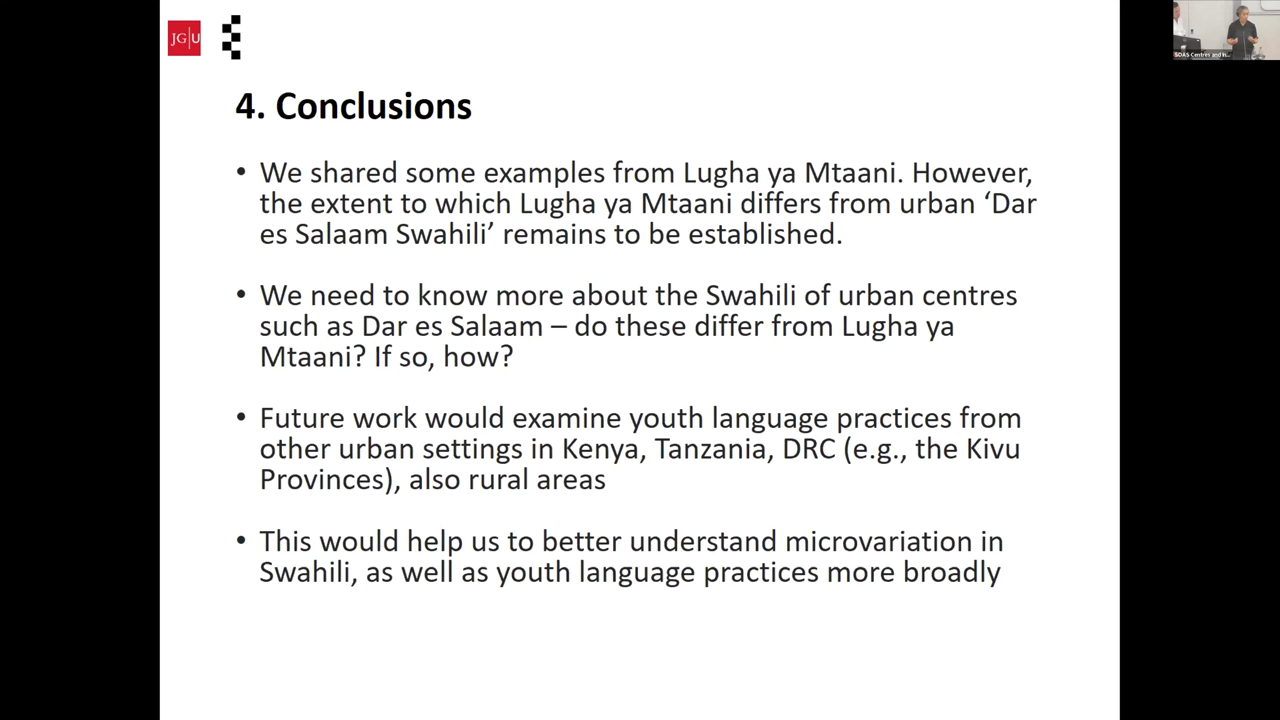 JG|U
4. Conclusions
• We shared some examples from Lugha ya Mtaani. However,
the extent to which Lugha ya Mtaani differs from urban ‘Dar
es Salaam Swahili’ remains to be established.
• We need to know more about the Swahili of urban centres
such as Dar es Salaam – do these differ from Lugha ya
Mtaani? If so, how?
• Future work would examine youth language practices from
other urban settings in Kenya, Tanzania, DRC (e.g., the Kivu
Provinces), also rural areas
• This would help us to better understand microvariation in
Swahili, as well as youth language practices more broadly
SOAS Centres and